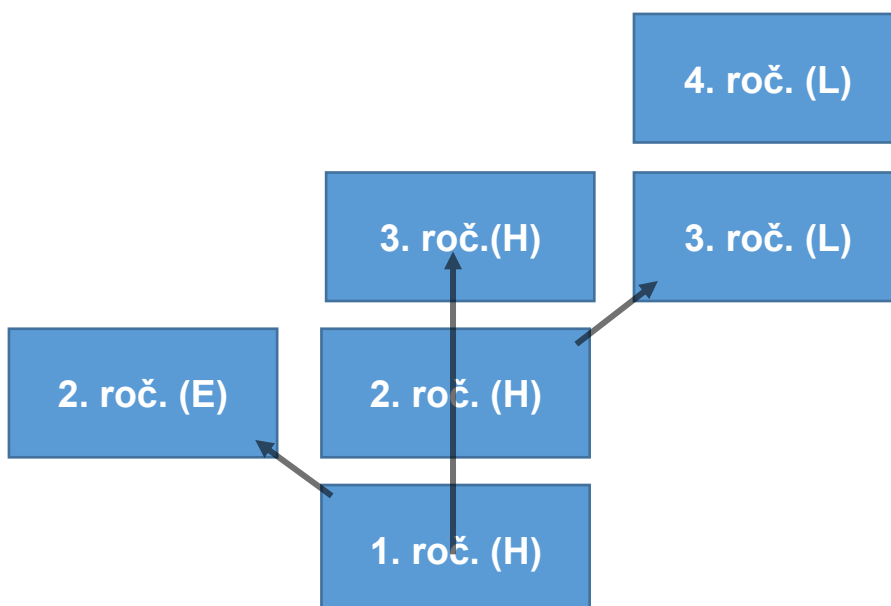 4. roč. (L)
3. roč.(H)
3. roč. (L)
2. roč. (E)
2. roč. (H)
1. roč. (H)